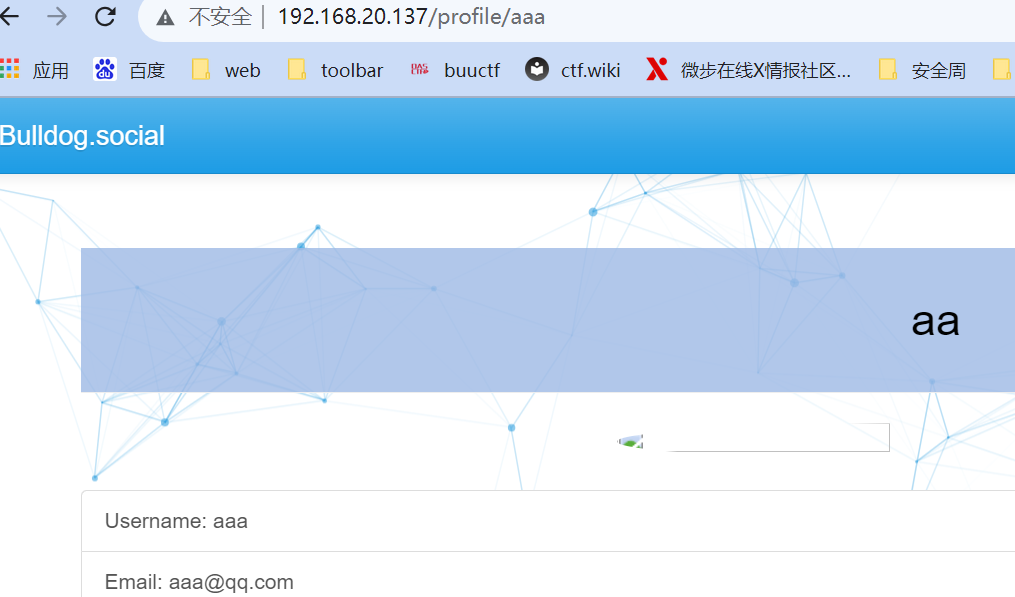 不安全 | 192.168.20.137/profile/aaa
应用 百度 web toolbar buuctf ctf.wiki 微步在线X情报社区... 安全周
Bulldog.social
aa
Username: aaa
Email: aaa@qq.com